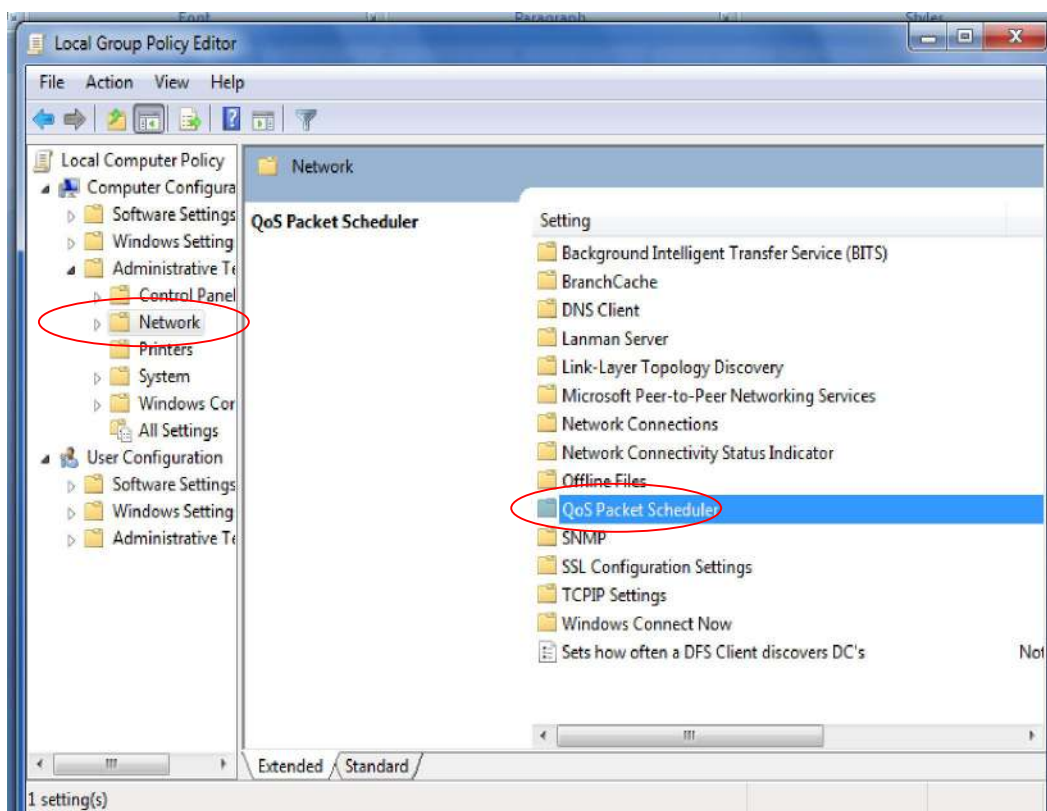 Font Paragraph Styles
Local Group Policy Editor
File Action View Help
Local Computer Policy
Computer Configura
Software Settings
Windows Setting
Administrative Te
Control Panel
Network
Printers
System
Windows Cor
All Settings
User Configuration
Software Settings
Windows Setting
Administrative Te
Network
QoS Packet Scheduler
Setting
Background Intelligent Transfer Service (BITS)
BranchCache
DNS Client
Lanman Server
Link-Layer Topology Discovery
Microsoft Peer-to-Peer Networking Services
Network Connections
Network Connectivity Status Indicator
Offline Files
QoS Packet Scheduler
SNMP
SSL Configuration Settings
TCPIP Settings
Windows Connect Now
Sets how often a DFS Client discovers DC's Not
Extended Standard
1 setting(s)